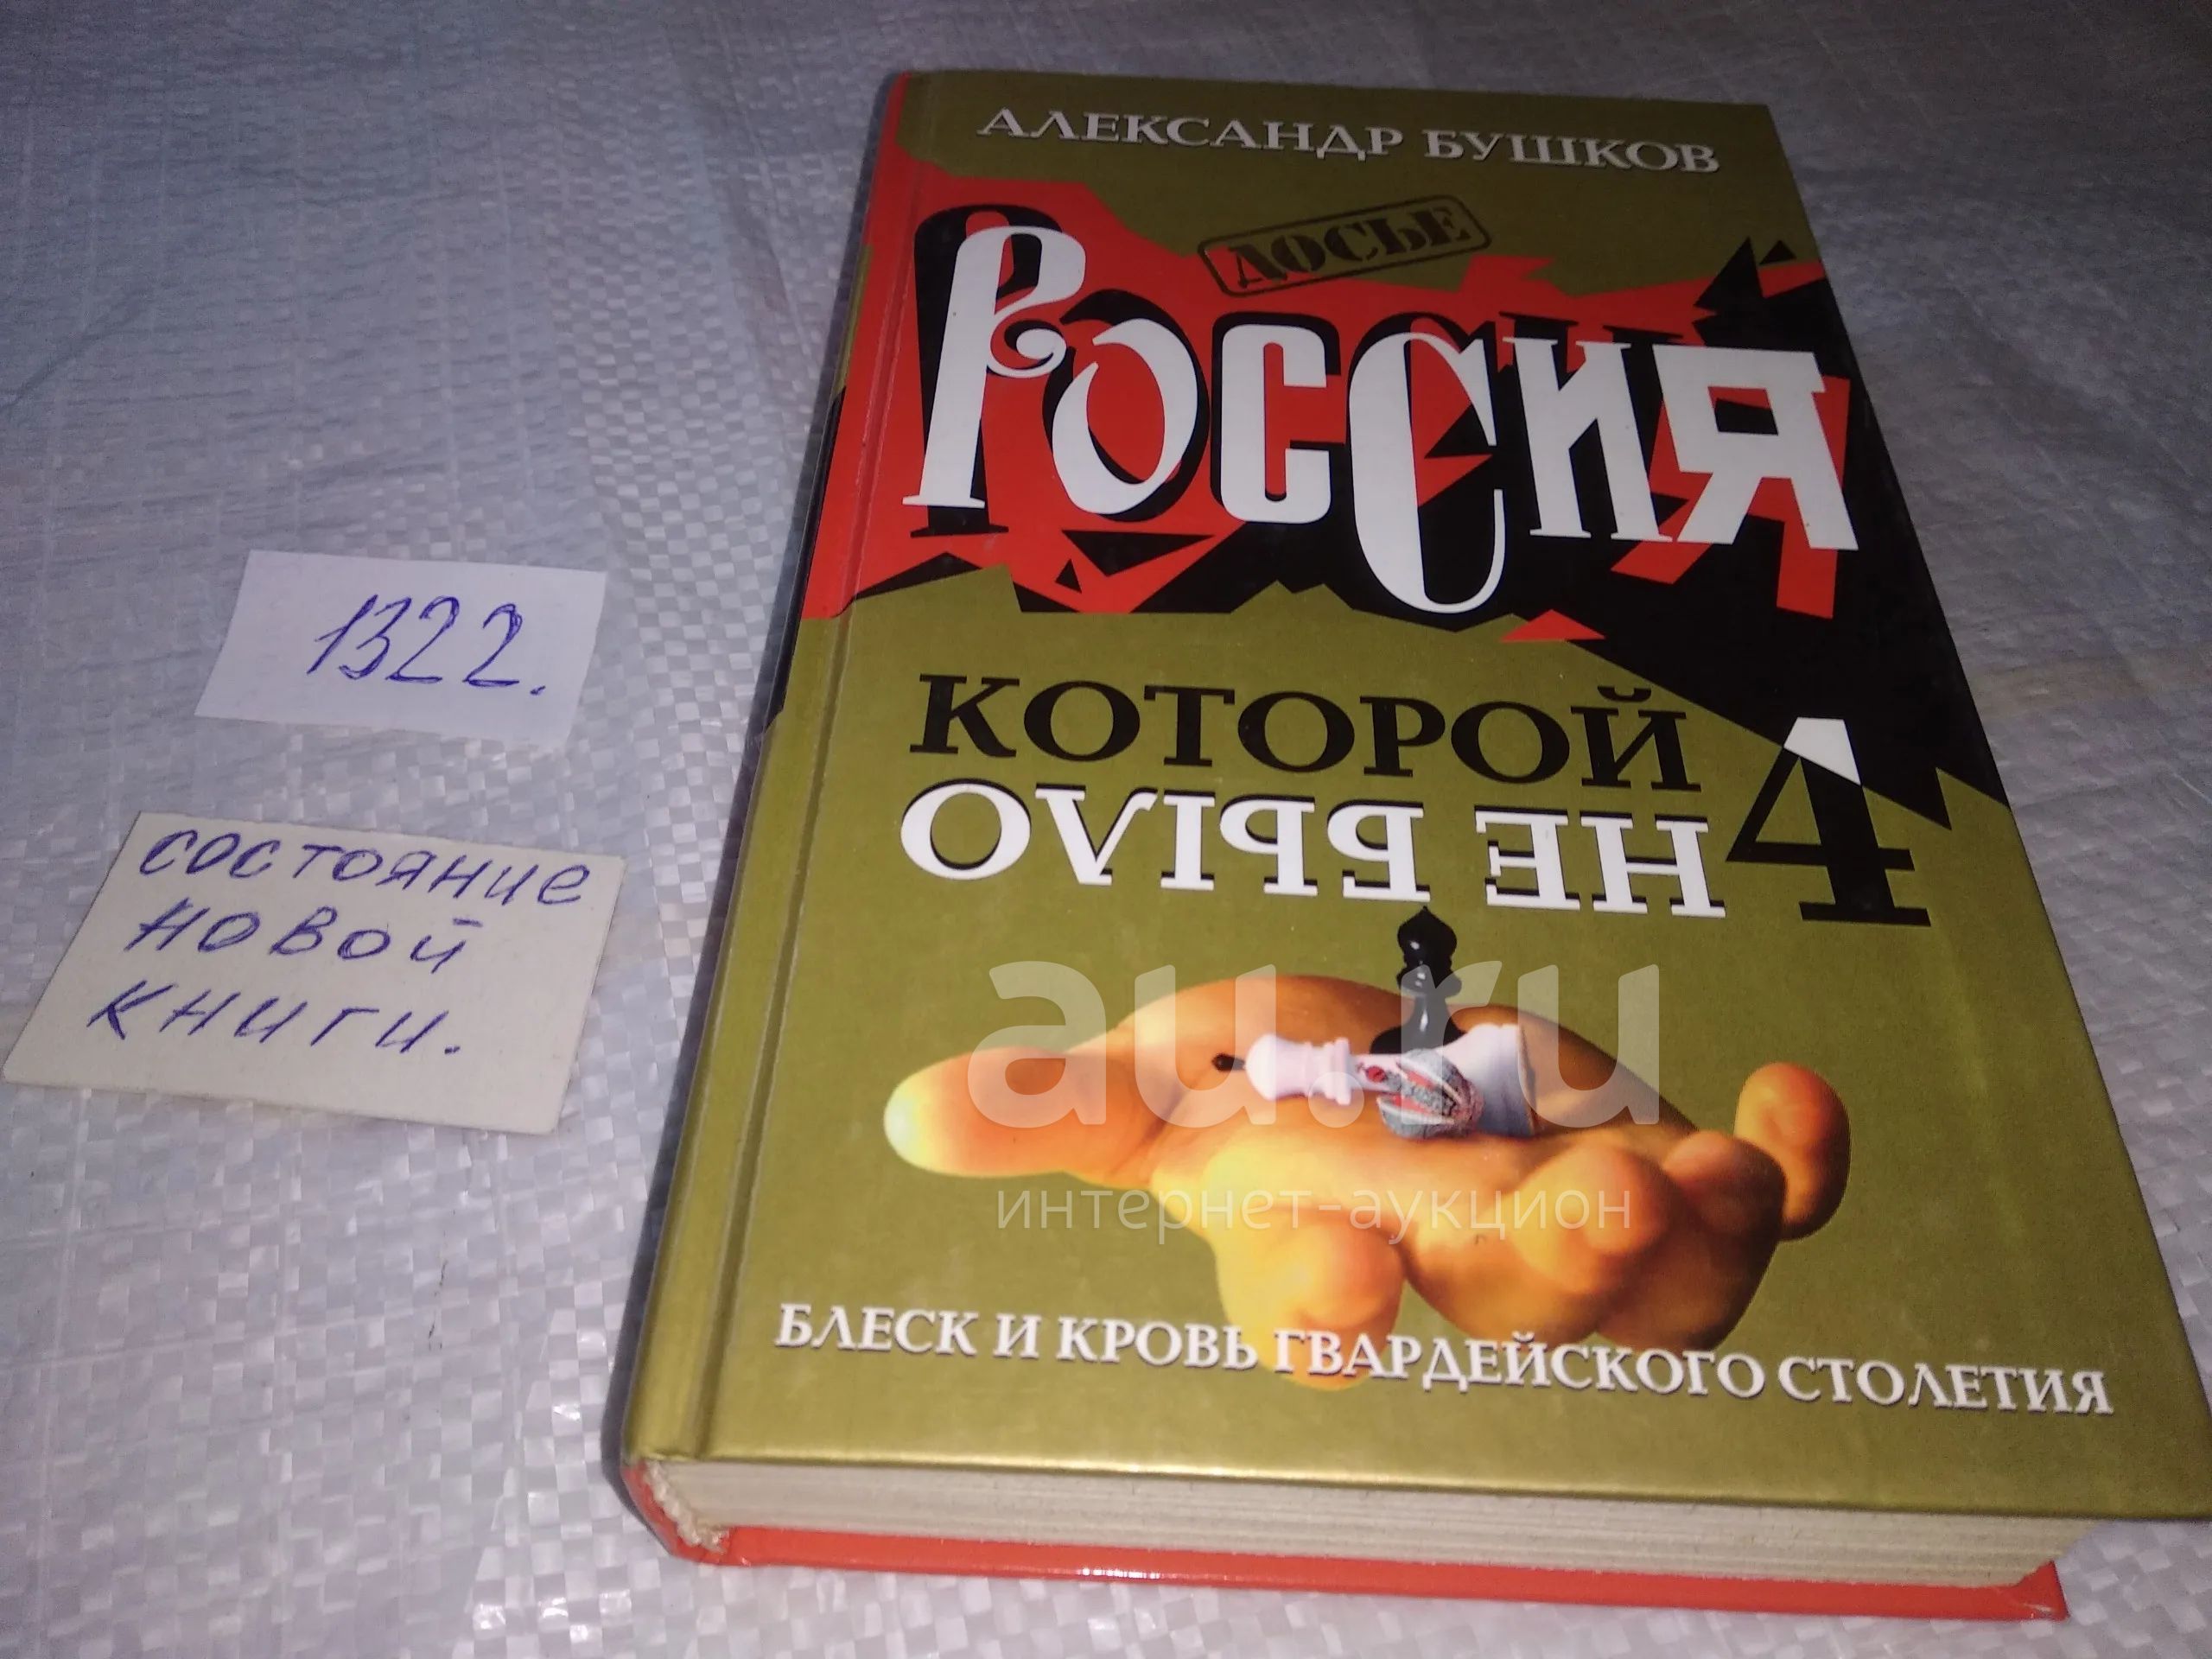 АЛЕКСАНДР БУШКОВ
ДОСЬЕ
РОССИЯ
КОТОРОЙ
НЕ БЫЛО 4
БЛЕСК И КРОВЬ ГВАРДЕЙСКОГО СТОЛЕТИЯ
1322.
состояние
новой
книги.
au.ru
интернет-аукцион